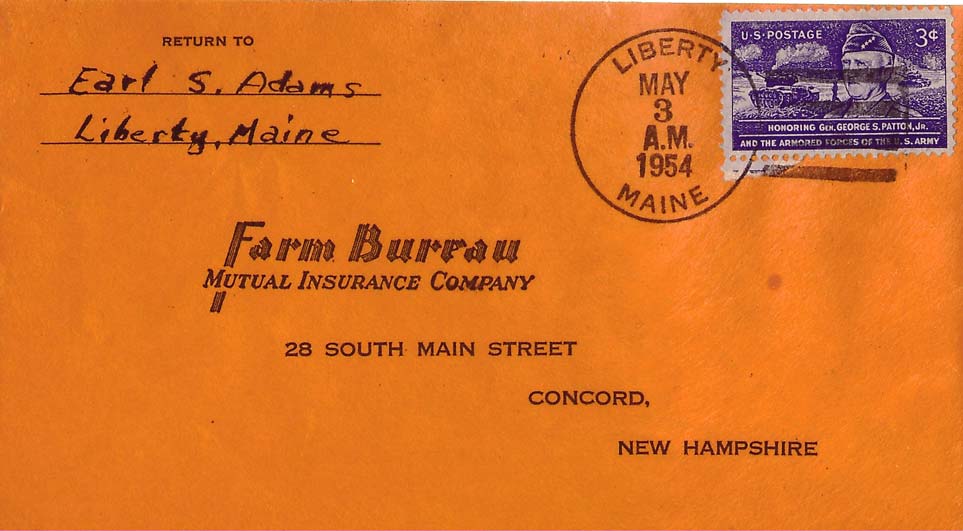 RETURN TO
Earl S. Adams
Liberty, Maine
LIBERTY
MAY
3
A.M.
1954
MAINE
U.S. POSTAGE 3¢
HONORING GEN. GEORGE S. PATTON, JR.
AND THE ARMORED FORCES OF THE U.S. ARMY
Farm Bureau
MUTUAL INSURANCE COMPANY
28 SOUTH MAIN STREET
CONCORD,
NEW HAMPSHIRE